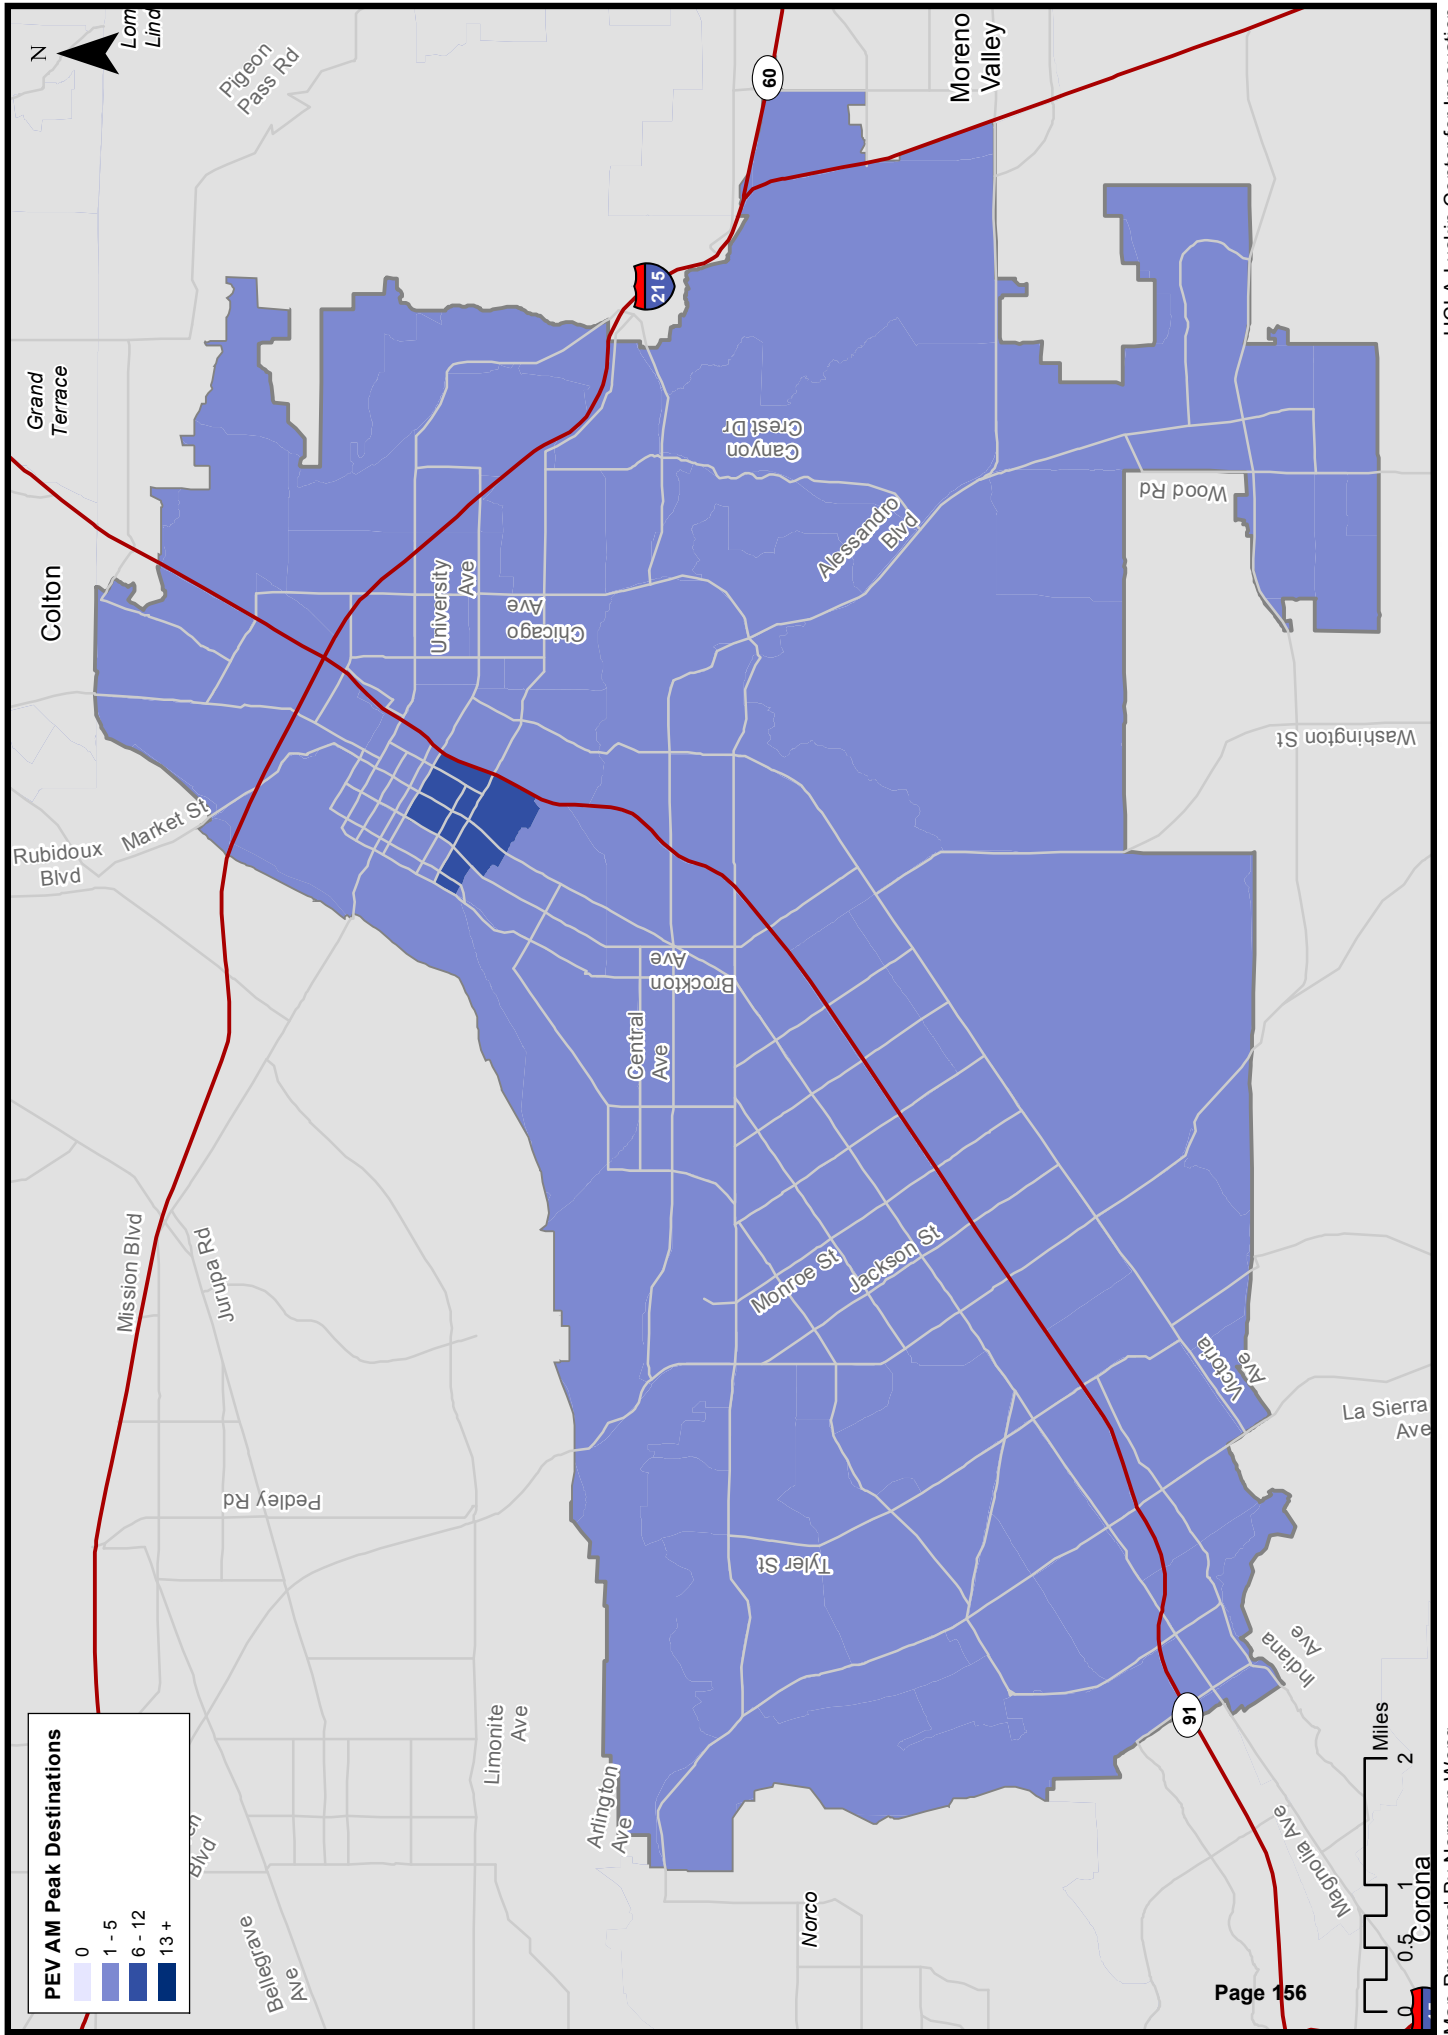 N
Lom
Lind
Pigeon
Pass Rd
60
Moreno
Valley
215
Grand
Terrace
Colton
Canyon
Crest Dr
Wood Rd
Alessandro
Blvd
University
Ave
Chicago
Ave
Washington St
Market St
Rubidoux
Blvd
Brockton
Ave
Central
Ave
Mission Blvd
Jurupa Rd
Monroe St
Jackson St
Victoria
Ave
La Sierra
Ave
Pedley Rd
Tyler St
Indiana
Ave
91
Limonite
Ave
Arlington
Ave
Norco
Magnolia Ave
Corona
Blvd
Bellegrave
Ave
PEV AM Peak Destinations
0
1 - 5
6 - 12
13 +
Miles
0 0.5 1 2
Page 156